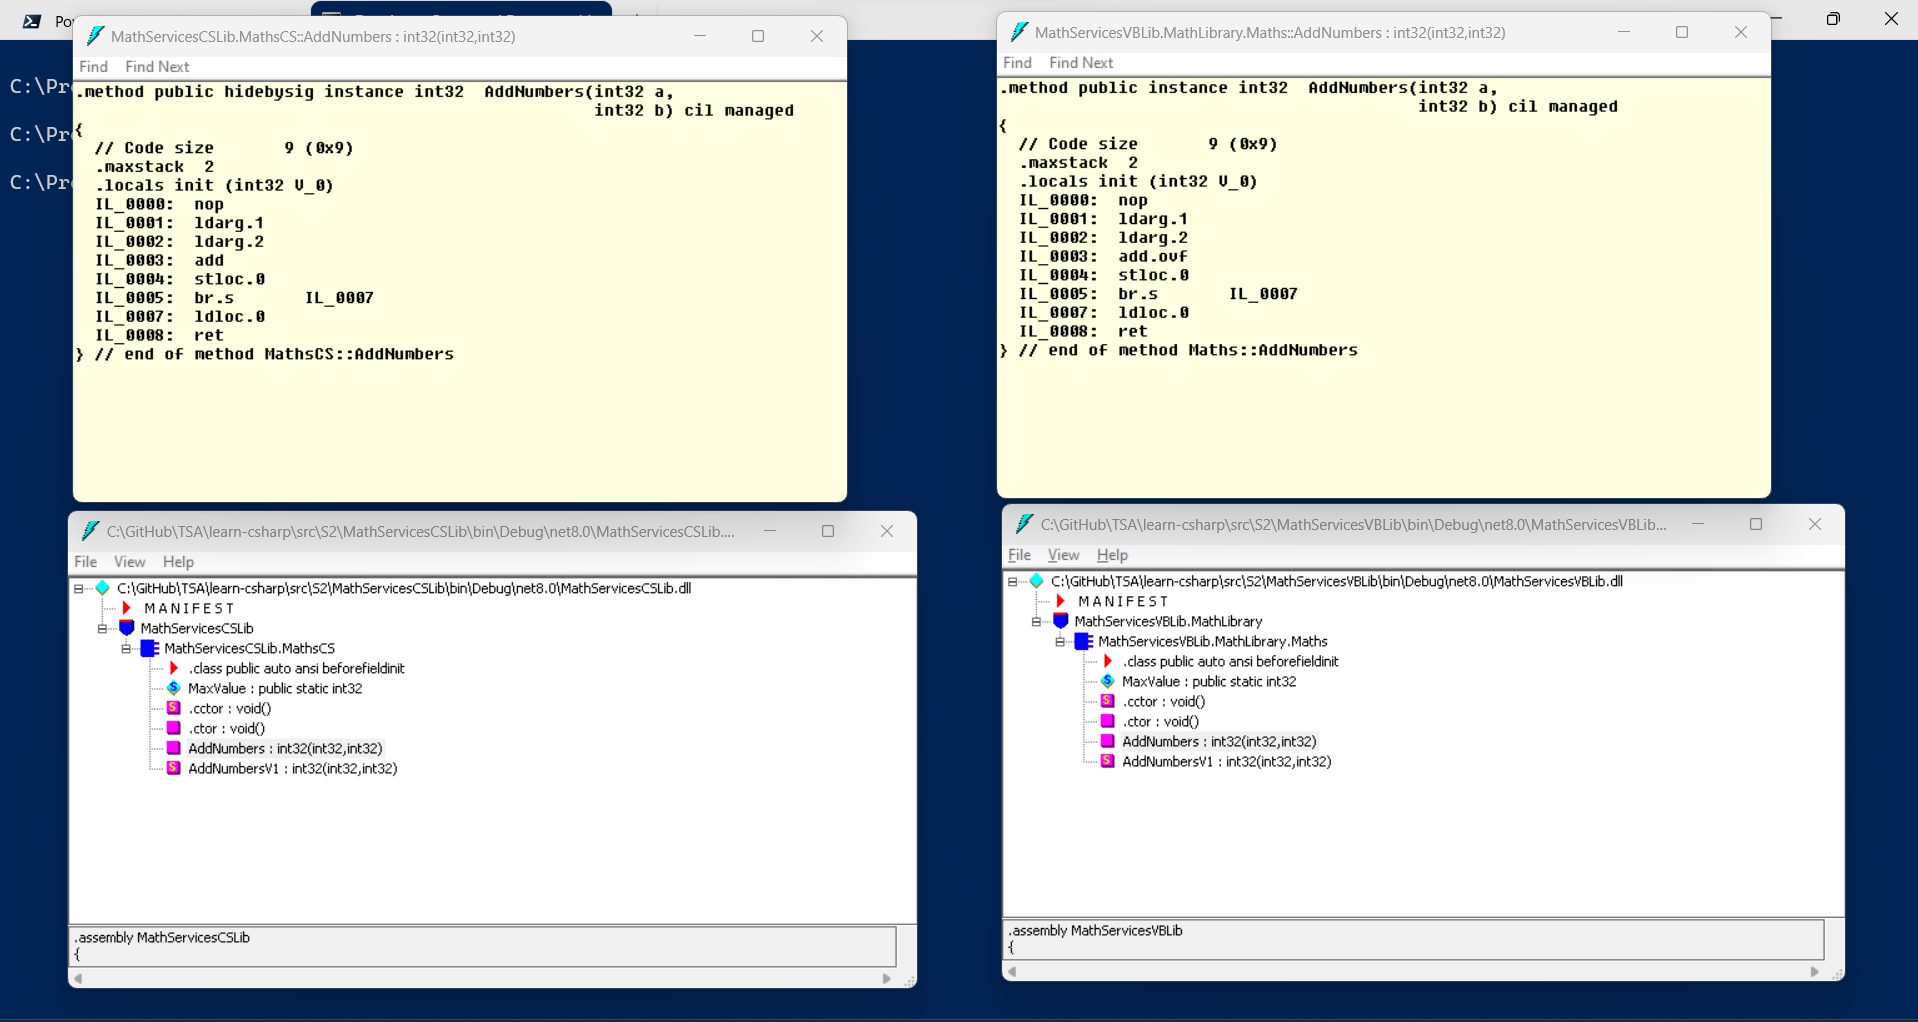 Po
C:\Pr
C:\Pr
C:\Pr
MathServicesCSLib.MathsCS::AddNumbers : int32(int32,int32)
Find Find Next
.method public hidebysig instance int32  AddNumbers(int32 a,
int32 b) cil managed
{
// Code size       9 (0x9)
.maxstack  2
.locals init (int32 V_0)
IL_0000:  nop
IL_0001:  ldarg.1
IL_0002:  ldarg.2
IL_0003:  add
IL_0004:  stloc.0
IL_0005:  br.s       IL_0007
IL_0007:  ldloc.0
IL_0008:  ret
} // end of method MathsCS::AddNumbers
MathServicesVBLib.MathLibrary.Maths::AddNumbers : int32(int32,int32)
Find Find Next
.method public instance int32  AddNumbers(int32 a,
int32 b) cil managed
{
// Code size       9 (0x9)
.maxstack  2
.locals init (int32 V_0)
IL_0000:  nop
IL_0001:  ldarg.1
IL_0002:  ldarg.2
IL_0003:  add.ovf
IL_0004:  stloc.0
IL_0005:  br.s       IL_0007
IL_0007:  ldloc.0
IL_0008:  ret
} // end of method Maths::AddNumbers
C:\GitHub\TSA\learn-csharp\src\S2\MathServicesCSLib\bin\Debug\net8.0\MathServicesCSLib....
File View Help
C:\GitHub\TSA\learn-csharp\src\S2\MathServicesCSLib\bin\Debug\net8.0\MathServicesCSLib.dll
MANIFEST
MathServicesCSLib
MathServicesCSLib.MathsCS
.class public auto ansi beforefieldinit
MaxValue : public static int32
.cctor : void()
.ctor : void()
AddNumbers : int32(int32,int32)
AddNumbersV1 : int32(int32,int32)
.assembly MathServicesCSLib
{
C:\GitHub\TSA\learn-csharp\src\S2\MathServicesVBLib\bin\Debug\net8.0\MathServicesVBLib...
File View Help
C:\GitHub\TSA\learn-csharp\src\S2\MathServicesVBLib\bin\Debug\net8.0\MathServicesVBLib.dll
MANIFEST
MathServicesVBLib.MathLibrary
MathServicesVBLib.MathLibrary.Maths
.class public auto ansi beforefieldinit
MaxValue : public static int32
.cctor : void()
.ctor : void()
AddNumbers : int32(int32,int32)
AddNumbersV1 : int32(int32,int32)
.assembly MathServicesVBLib
{